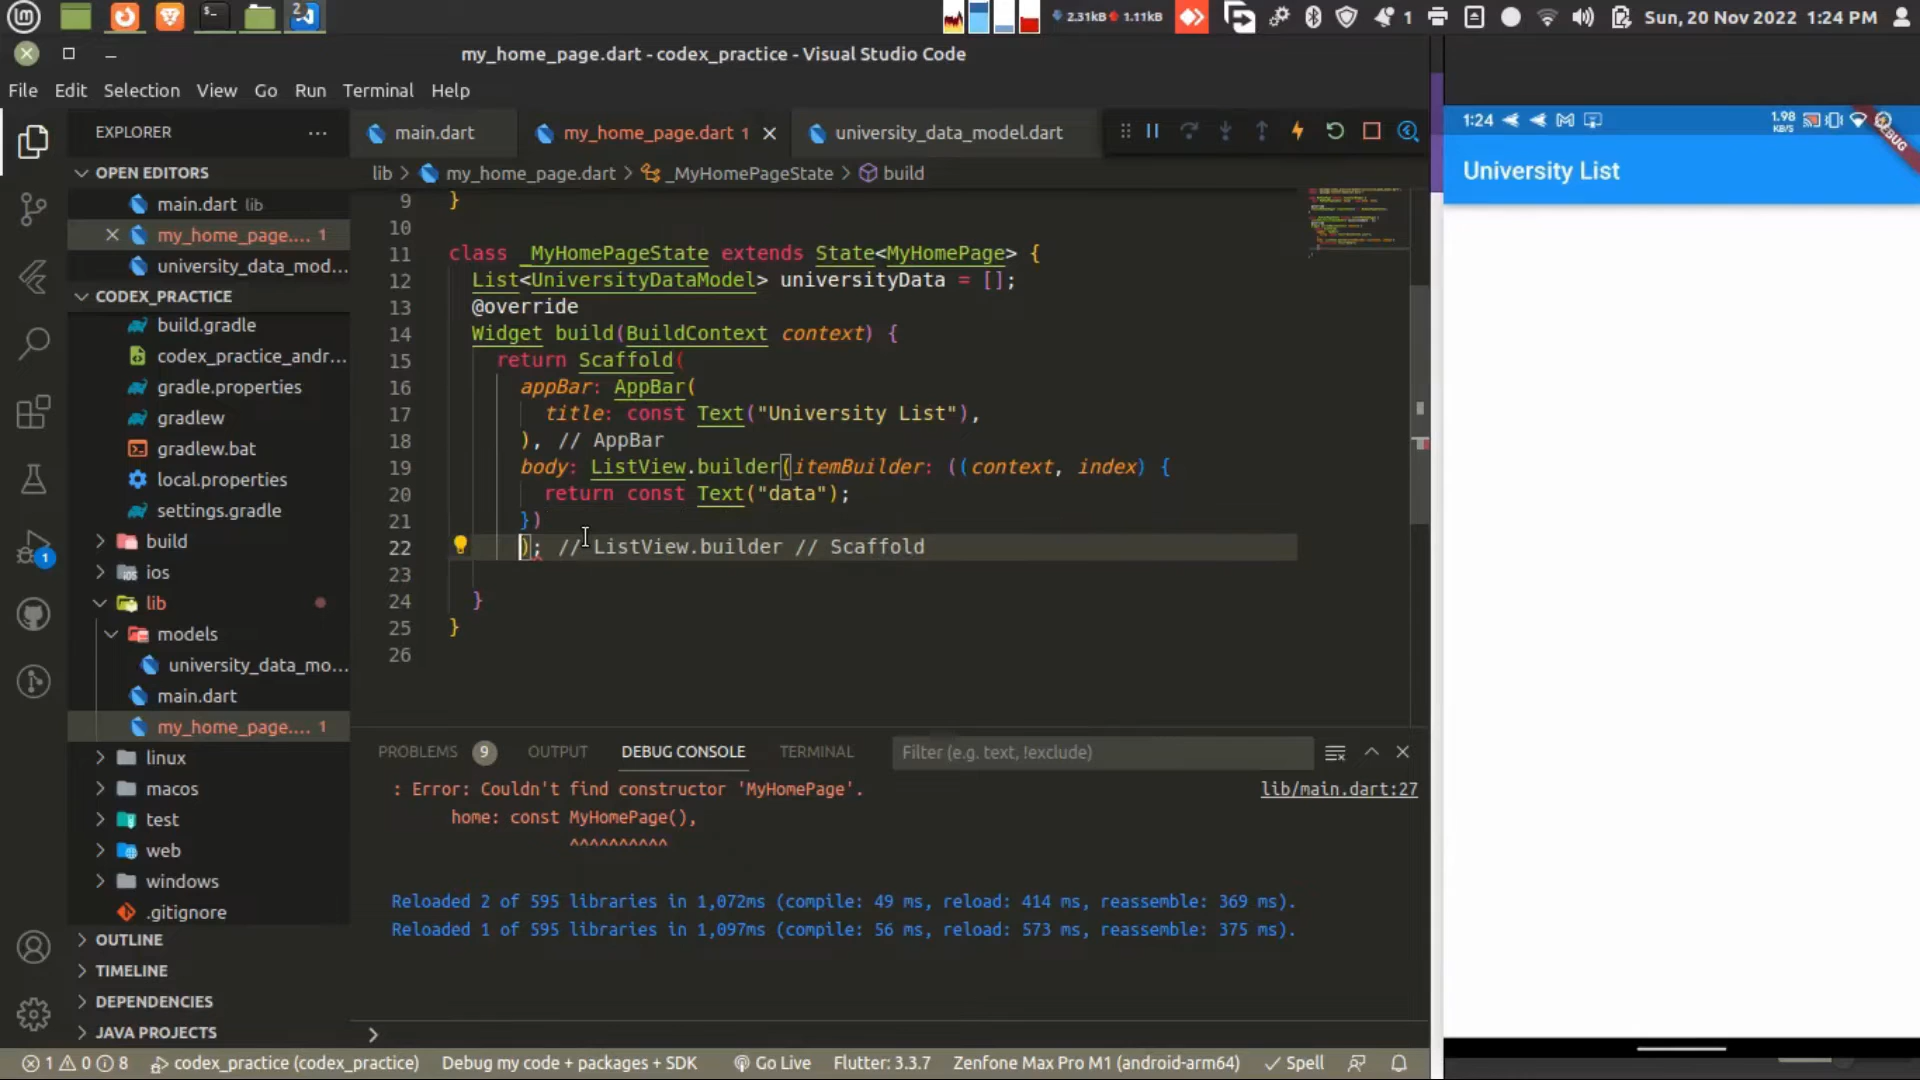 2.31kB 1.11kB 1 Sun, 20 Nov 2022 1:24 PM
my_home_page.dart - codex_practice - Visual Studio Code
File Edit Selection View Go Run Terminal Help
EXPLORER
OPEN EDITORS
main.dart lib
my_home_page.... 1
university_data_mod...
CODEX_PRACTICE
build.gradle
codex_practice_andr...
gradle.properties
gradlew
gradlew.bat
local.properties
settings.gradle
build
ios
lib
models
university_data_mo...
main.dart
my_home_page.... 1
linux
macos
test
web
windows
.gitignore
OUTLINE
TIMELINE
DEPENDENCIES
JAVA PROJECTS
1
2
main.dart my_home_page.dart 1 university_data_model.dart
lib > my_home_page.dart > _MyHomePageState > build
9 }
10
11 class _MyHomePageState extends State<MyHomePage> {
12 List<UniversityDataModel> universityData = [];
13 @override
14 Widget build(BuildContext context) {
15 return Scaffold(
16 appBar: AppBar(
17 title: const Text("University List"),
18 ), // AppBar
19 body: ListView.builder(itemBuilder: ((context, index) {
20 return const Text("data");
21 })
22 ); // ListView.builder // Scaffold
23
24 }
25 }
26
PROBLEMS 9 OUTPUT DEBUG CONSOLE TERMINAL Filter (e.g. text, !exclude)
: Error: Couldn't find constructor 'MyHomePage'. lib/main.dart:27
home: const MyHomePage(),
^^^^^^^^^^
Reloaded 2 of 595 libraries in 1,072ms (compile: 49 ms, reload: 414 ms, reassemble: 369 ms).
Reloaded 1 of 595 libraries in 1,097ms (compile: 56 ms, reload: 573 ms, reassemble: 375 ms).
>
1 0 8 codex_practice (codex_practice) Debug my code + packages + SDK Go Live Flutter: 3.3.7 Zenfone Max Pro M1 (android-arm64) Spell
1:24 1.98 KB/S
DEBUG
University List